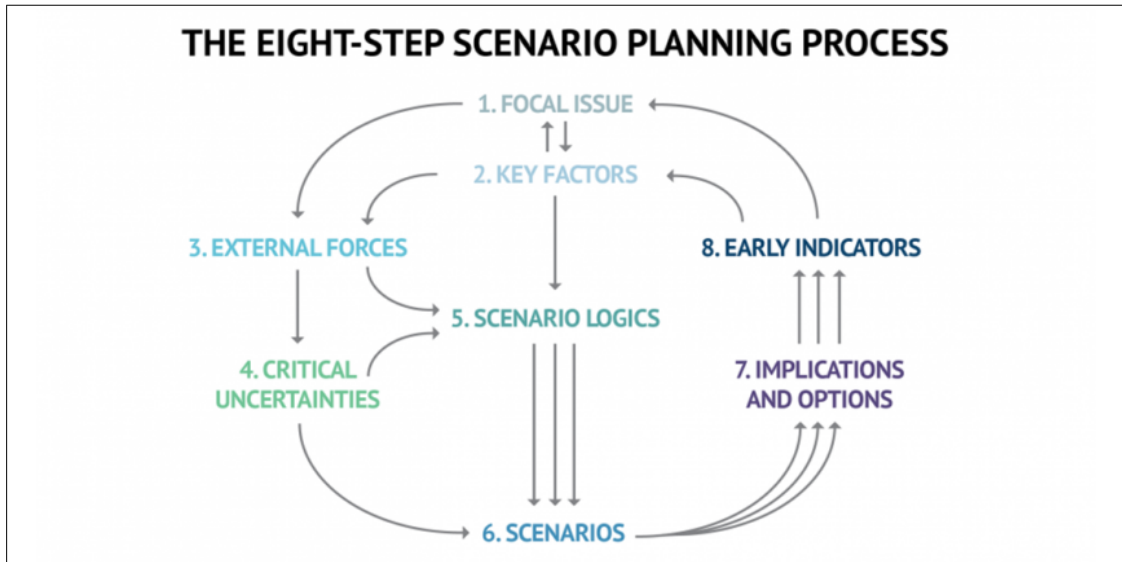 THE EIGHT-STEP SCENARIO PLANNING PROCESS
1. FOCAL ISSUE
2. KEY FACTORS
3. EXTERNAL FORCES
8. EARLY INDICATORS
5. SCENARIO LOGICS
4. CRITICAL
UNCERTAINTIES
7. IMPLICATIONS
AND OPTIONS
6. SCENARIOS